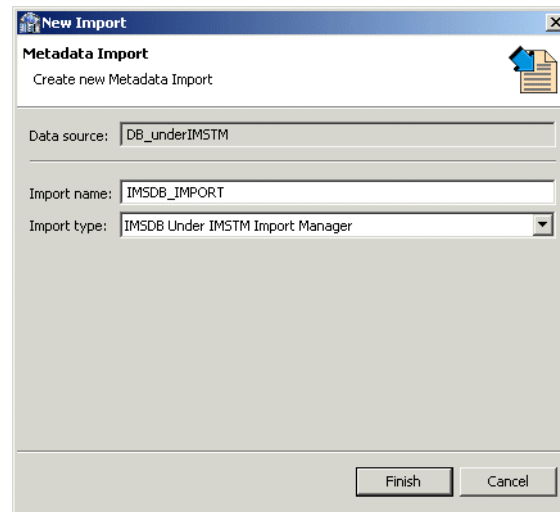 New Import
Metadata Import
Create new Metadata Import
Data source: DB_underIMSTM
Import name: IMSDB_IMPORT
Import type: IMSDB Under IMSTM Import Manager
Finish Cancel